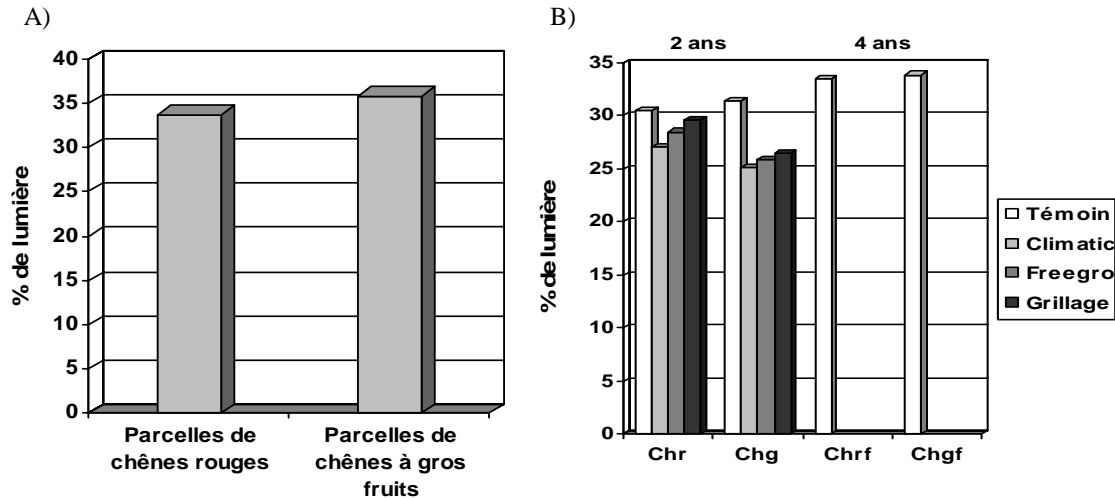 A)
% de lumière
40
35
30
25
20
15
10
5
0
Parcelles de
chênes rouges
Parcelles de
chênes à gros
fruits
B)
2 ans
4 ans
% de lumière
35
30
25
20
15
10
5
0
Chr
Chg
Chrf
Chgf
Témoin
Climatic
Freegro
Grillage